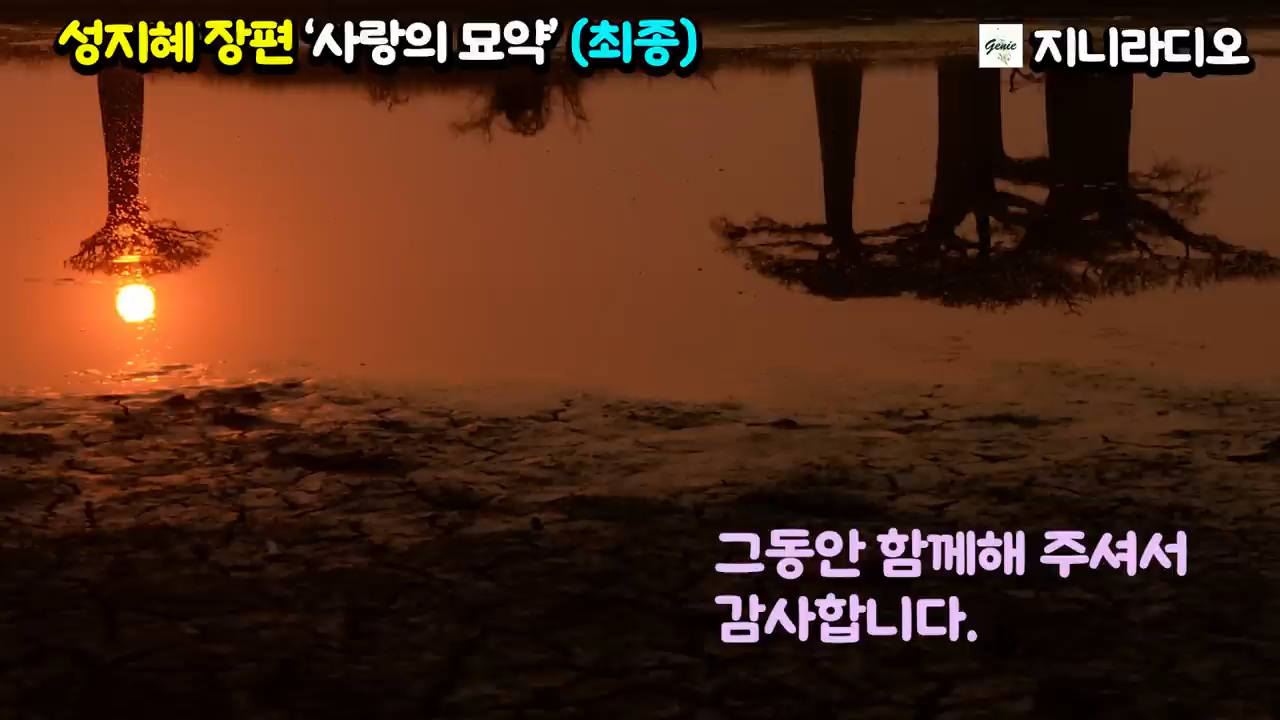 성지혜 장편 ‘사랑의 묘약’ (최종)
Genie
지니라디오
그동안 함께해 주셔서
감사합니다.